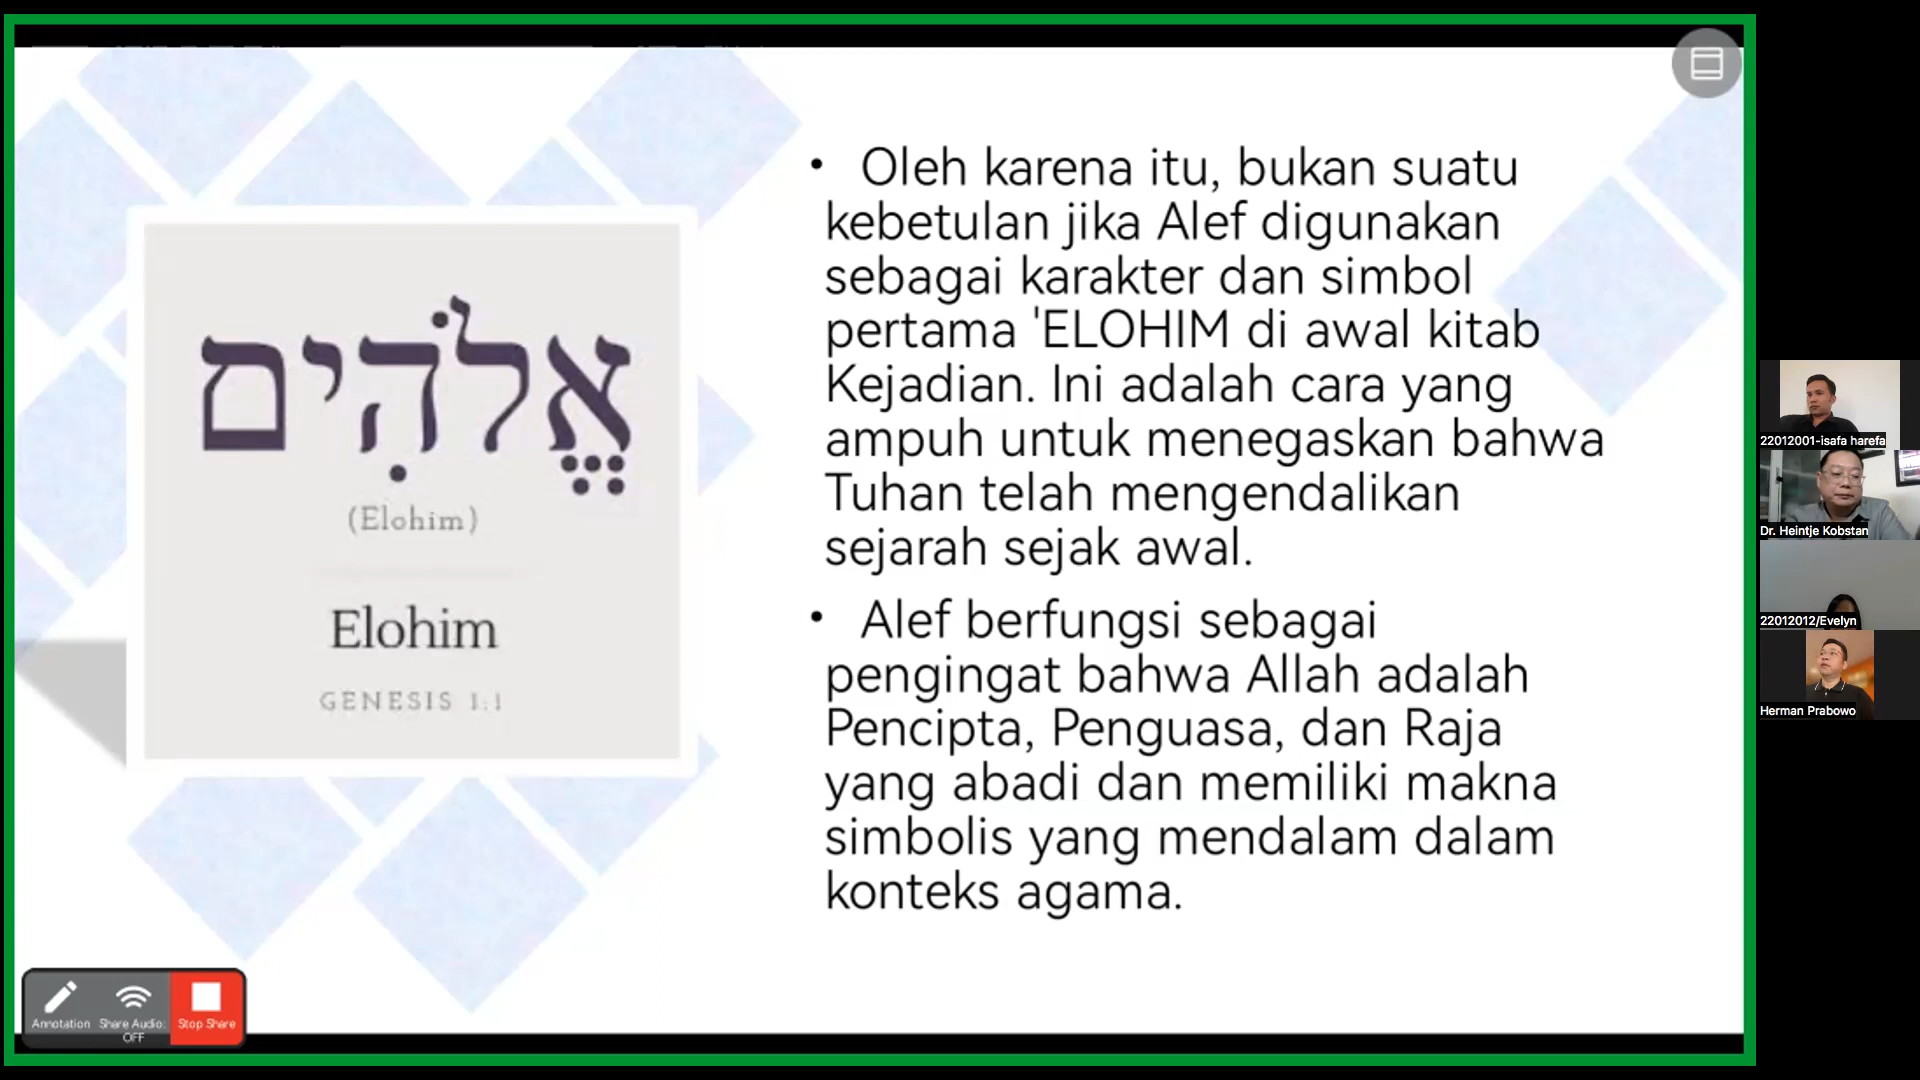 אֱלֹהִים
(Elohim)
Elohim
GENESIS 1:1
• Oleh karena itu, bukan suatu
kebetulan jika Alef digunakan
sebagai karakter dan simbol
pertama 'ELOHIM di awal kitab
Kejadian. Ini adalah cara yang
ampuh untuk menegaskan bahwa
Tuhan telah mengendalikan
sejarah sejak awal.
• Alef berfungsi sebagai
pengingat bahwa Allah adalah
Pencipta, Penguasa, dan Raja
yang abadi dan memiliki makna
simbolis yang mendalam dalam
konteks agama.
Annotation
Share Audio:
OFF
Stop Share
22012001-isafa harefa
Dr. Heintje Kobstan
22012012/Evelyn
Herman Prabowo